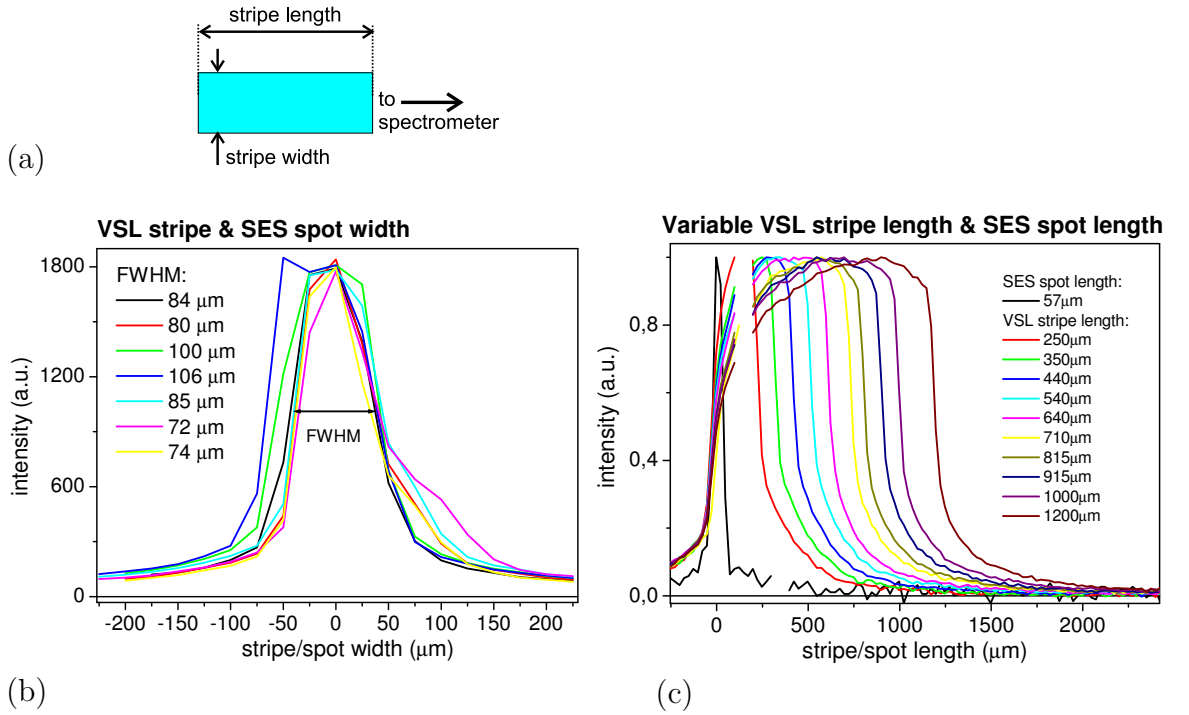 stripe length
to
spectrometer
stripe width
(a)
VSL stripe & SES spot width
FWHM:
84 μm
80 μm
100 μm
106 μm
85 μm
72 μm
74 μm
FWHM
1800
1200
600
0
-200 -150 -100 -50 0 50 100 150 200
intensity (a.u.)
stripe/spot width (μm)
(b)
Variable VSL stripe length & SES spot length
SES spot length:
57μm
VSL stripe length:
250μm
350μm
440μm
540μm
640μm
710μm
815μm
915μm
1000μm
1200μm
0.8
0.4
0,0
0 500 1000 1500 2000
intensity (a.u.)
stripe/spot length (μm)
(c)